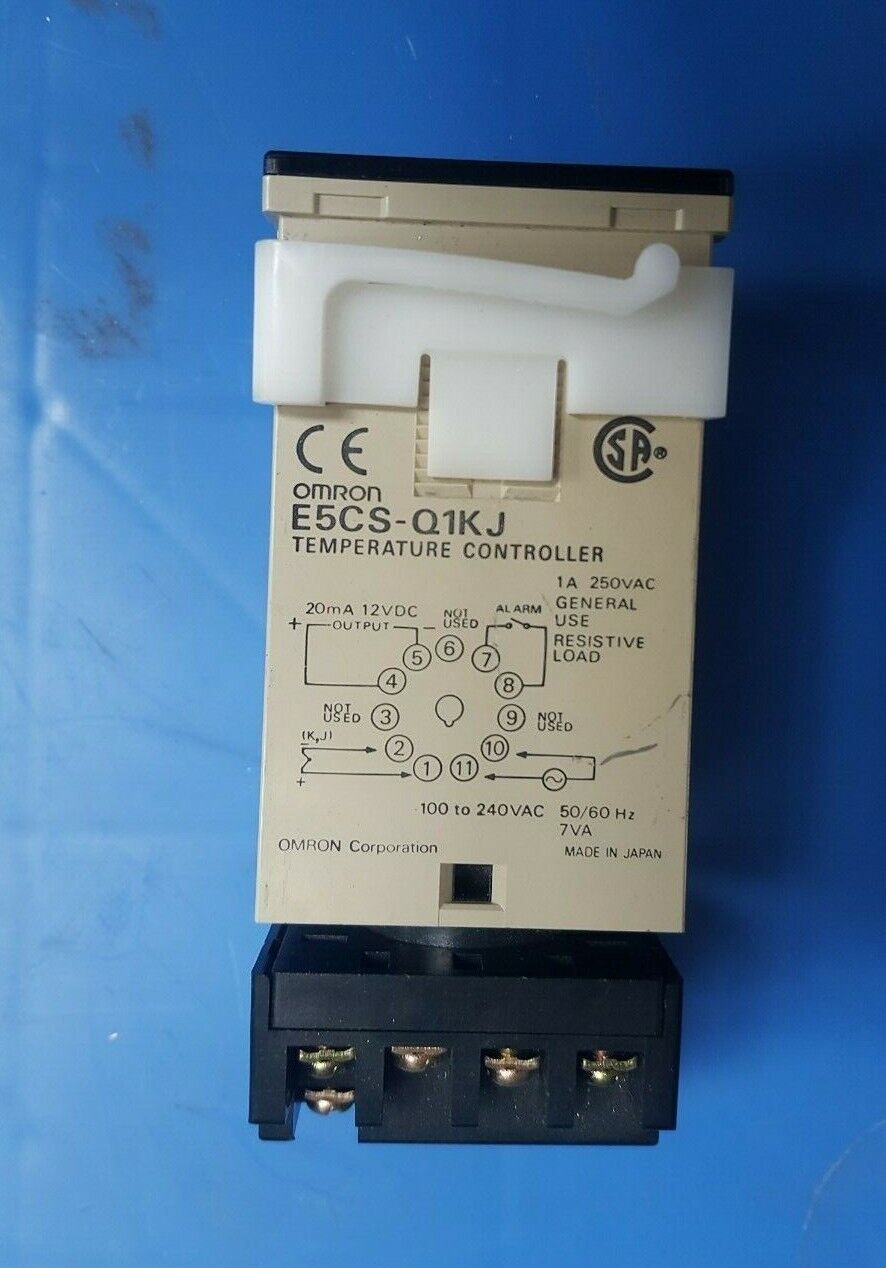 CE
CSA®
OMRON
E5CS-Q1KJ
TEMPERATURE CONTROLLER
1A 250VAC
GENERAL
USE
RESISTIVE
LOAD
20mA 12VDC
+ OUTPUT −
NOT
USED
ALARM
5 6 7
4 8
NOT
USED
3 9
NOT
USED
(K,J)
−
2 10
+
1 11
100 to 240VAC 50/60 Hz
7VA
OMRON Corporation MADE IN JAPAN